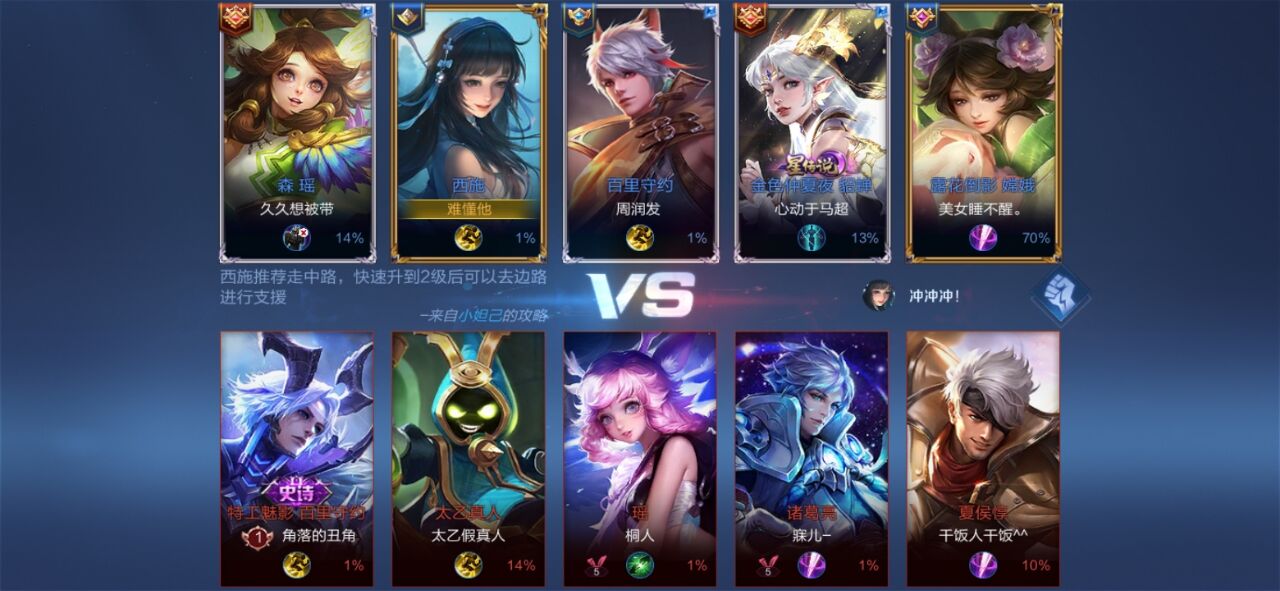 森 瑶
久久想被带
14%
西施
难懂他
1%
百里守约
周润发
1%
星传说
金色仲夏夜 貂蝉
心动于马超
13%
露花倒影 嫦娥
美女睡不醒。
70%
西施推荐走中路，快速升到2级后可以去边路
进行支援
—来自小妲己的攻略
VS
冲冲冲！
史诗
特工魅影 百里守约
1
角落的丑角
1%
太乙真人
太乙假真人
14%
瑶
桐人
5
1%
诸葛亮
寐儿–
5
1%
夏侯惇
干饭人干饭^^
10%